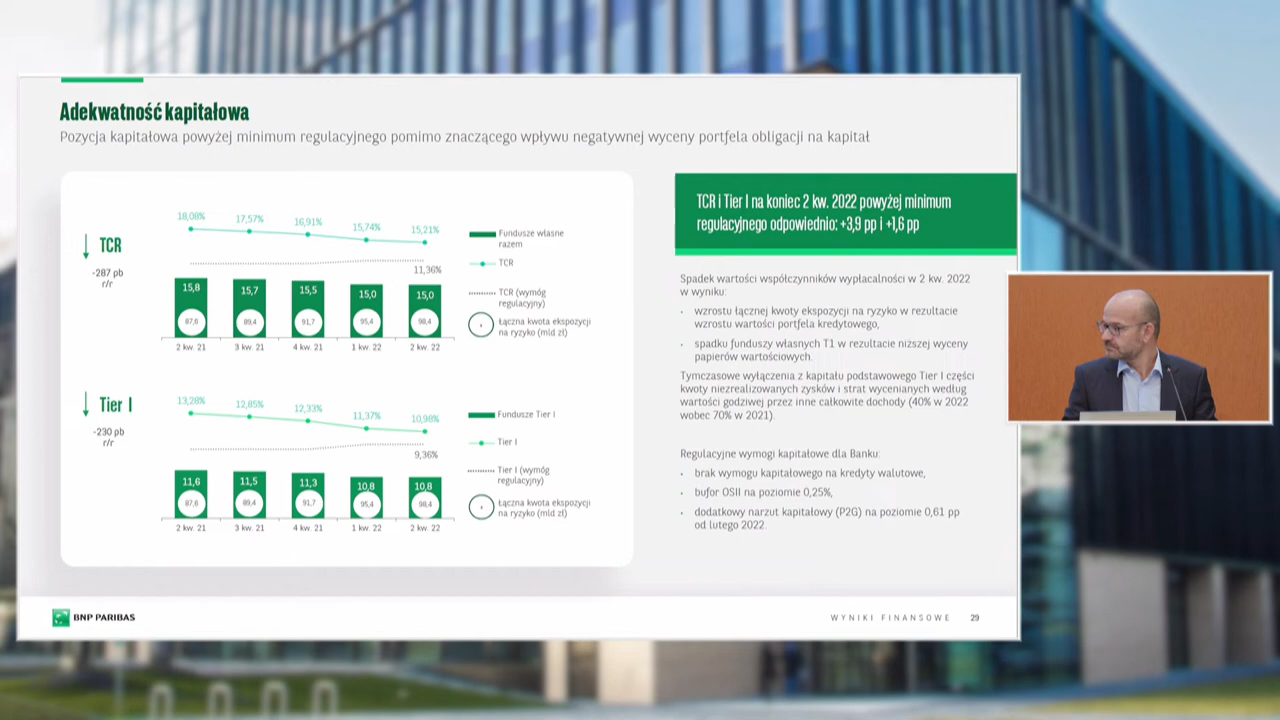 Adekwatność kapitałowa
Pozycja kapitałowa powyżej minimum regulacyjnego pomimo znaczącego wpływu negatywnej wyceny portfela obligacji na kapitał
TCR
-287 pb
r/r
18,08%
17,57%
16,91%
15,74%
15,21%
11,36%
15,8
15,7
15,5
15,0
15,0
87,6
89,4
91,7
95,4
98,4
2 kw. 21
3 kw. 21
4 kw. 21
1 kw. 22
2 kw. 22
Fundusze własne
razem
TCR
TCR (wymóg
regulacyjny)
Łączna kwota ekspozycji
na ryzyko (mld zł)
Tier I
-230 pb
r/r
13,28%
12,85%
12,33%
11,37%
10,98%
9,36%
11,6
11,5
11,3
10,8
10,8
87,6
89,4
91,7
95,4
98,4
2 kw. 21
3 kw. 21
4 kw. 21
1 kw. 22
2 kw. 22
Fundusze Tier I
Tier I
Tier I (wymóg
regulacyjny)
Łączna kwota ekspozycji
na ryzyko (mld zł)
TCR i Tier I na koniec 2 kw. 2022 powyżej minimum
regulacyjnego odpowiednio: +3,9 pp i +1,6 pp
Spadek wartości współczynników wypłacalności w 2 kw. 2022
w wyniku:
• wzrostu łącznej kwoty ekspozycji na ryzyko w rezultacie
wzrostu wartości portfela kredytowego,
• spadku funduszy własnych T1 w rezultacie niższej wyceny
papierów wartościowych.
Tymczasowe wyłączenia z kapitału podstawowego Tier I części
kwoty niezrealizowanych zysków i strat wycenianych według
wartości godziwej przez inne całkowite dochody (40% w 2022
wobec 70% w 2021).
Regulacyjne wymogi kapitałowe dla Banku:
• brak wymogu kapitałowego na kredyty walutowe,
• bufor OSII na poziomie 0,25%,
• dodatkowy narzut kapitałowy (P2G) na poziomie 0,61 pp
od lutego 2022.
BNP PARIBAS
WYNIKI FINANSOWE 29